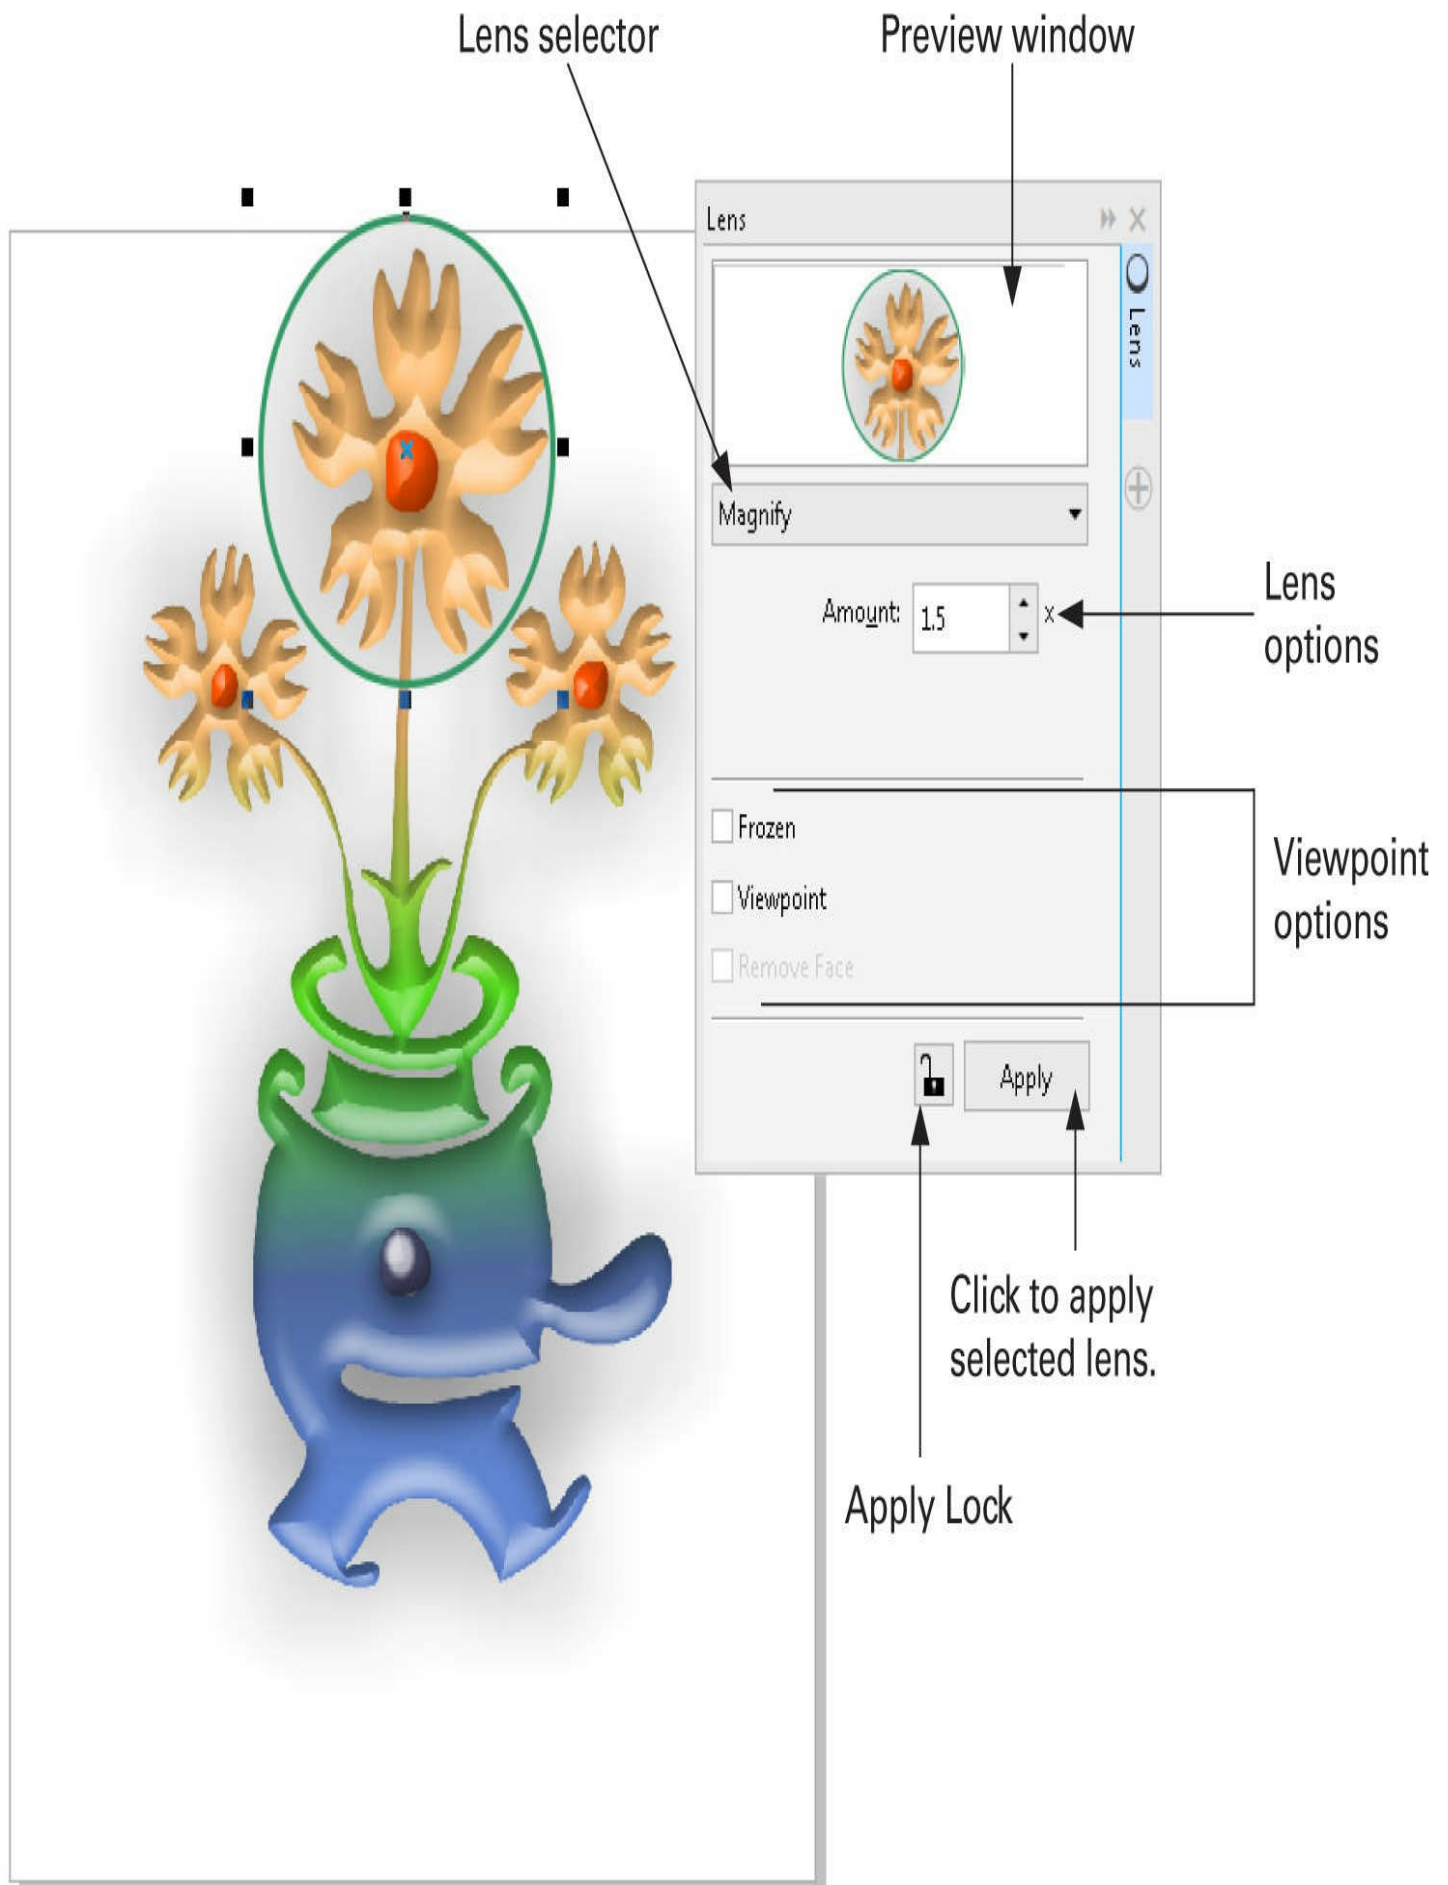 Lens selector
Preview window
Lens
Lens
Magnify
Amount: 1.5 x
Lens
options
Frozen
Viewpoint
Remove Face
Viewpoint
options
Apply
Click to apply
selected lens.
Apply Lock